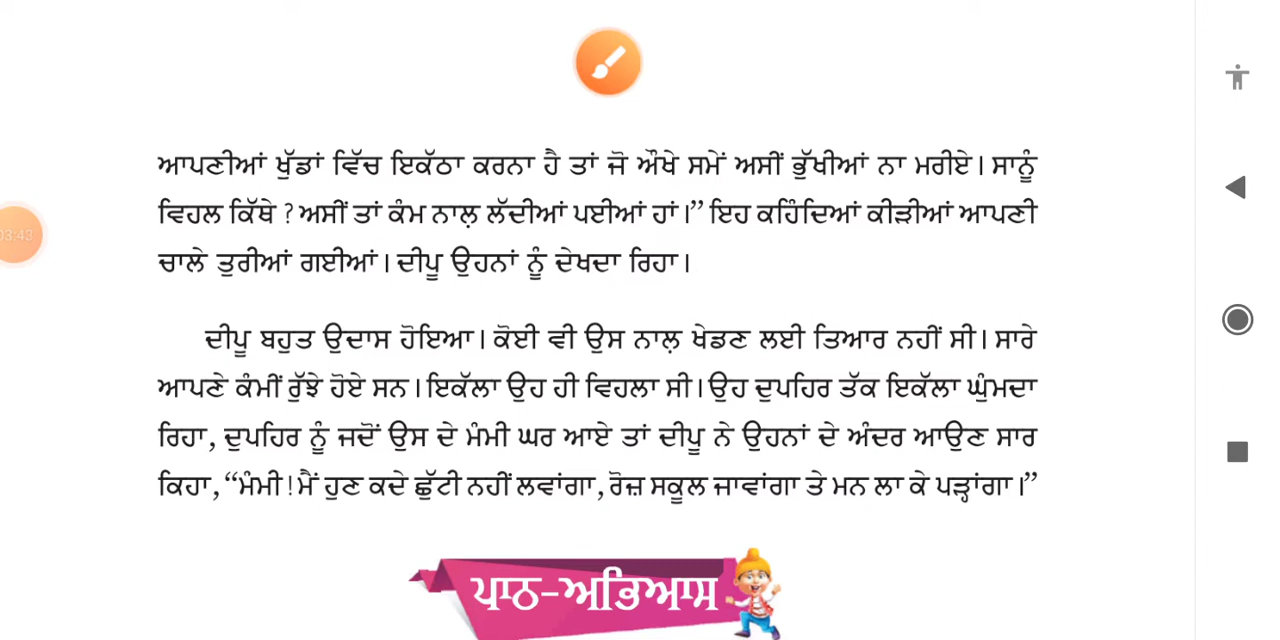 03:43
ਆਪਣੀਆਂ ਖੁੱਡਾਂ ਵਿੱਚ ਇਕੱਠਾ ਕਰਨਾ ਹੈ ਤਾਂ ਜੋ ਔਖੇ ਸਮੇਂ ਅਸੀਂ ਭੁੱਖੀਆਂ ਨਾ ਮਰੀਏ। ਸਾਨੂੰ
ਵਿਹਲ ਕਿੱਥੇ ? ਅਸੀਂ ਤਾਂ ਕੰਮ ਨਾਲ਼ ਲੱਦੀਆਂ ਪਈਆਂ ਹਾਂ।” ਇਹ ਕਹਿੰਦਿਆਂ ਕੀੜੀਆਂ ਆਪਣੀ
ਚਾਲੇ ਤੁਰੀਆਂ ਗਈਆਂ। ਦੀਪੂ ਉਹਨਾਂ ਨੂੰ ਦੇਖਦਾ ਰਿਹਾ।
ਦੀਪੂ ਬਹੁਤ ਉਦਾਸ ਹੋਇਆ। ਕੋਈ ਵੀ ਉਸ ਨਾਲ਼ ਖੇਡਣ ਲਈ ਤਿਆਰ ਨਹੀਂ ਸੀ। ਸਾਰੇ
ਆਪਣੇ ਕੰਮੀਂ ਰੁੱਝੇ ਹੋਏ ਸਨ। ਇਕੱਲਾ ਉਹ ਹੀ ਵਿਹਲਾ ਸੀ। ਉਹ ਦੁਪਹਿਰ ਤੱਕ ਇਕੱਲਾ ਘੁੰਮਦਾ
ਰਿਹਾ, ਦੁਪਹਿਰ ਨੂੰ ਜਦੋਂ ਉਸ ਦੇ ਮੰਮੀ ਘਰ ਆਏ ਤਾਂ ਦੀਪੂ ਨੇ ਉਹਨਾਂ ਦੇ ਅੰਦਰ ਆਉਣ ਸਾਰ
ਕਿਹਾ, “ਮੰਮੀ ! ਮੈਂ ਹੁਣ ਕਦੇ ਛੁੱਟੀ ਨਹੀਂ ਲਵਾਂਗਾ, ਰੋਜ਼ ਸਕੂਲ ਜਾਵਾਂਗਾ ਤੇ ਮਨ ਲਾ ਕੇ ਪੜ੍ਹਾਂਗਾ।”
ਪਾਠ-ਅਭਿਆਸ